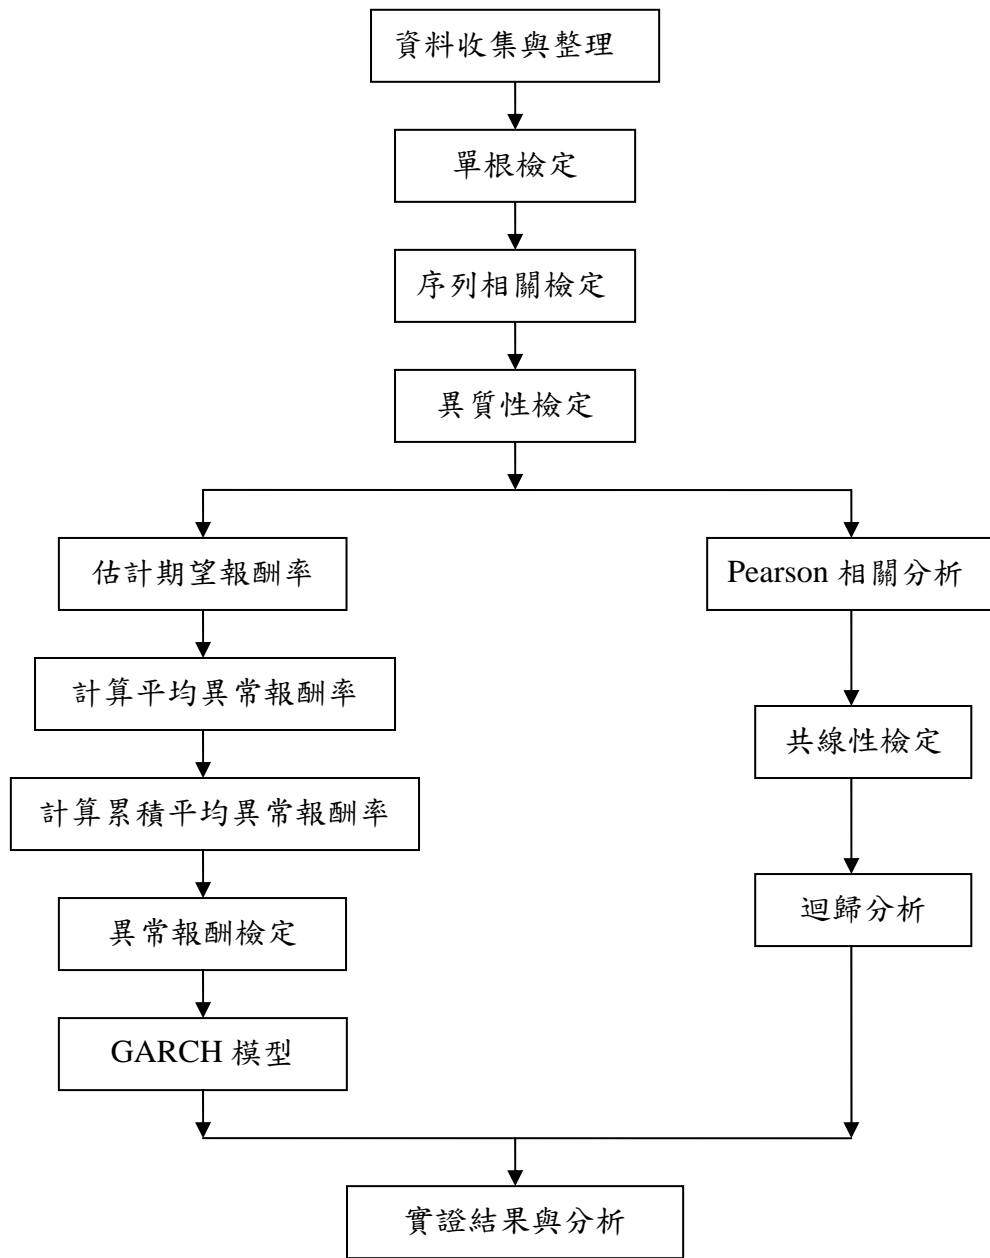 資料收集與整理
單根檢定
序列相關檢定
異質性檢定
估計期望報酬率
計算平均異常報酬率
計算累積平均異常報酬率
異常報酬檢定
GARCH 模型
Pearson 相關分析
共線性檢定
迴歸分析
實證結果與分析